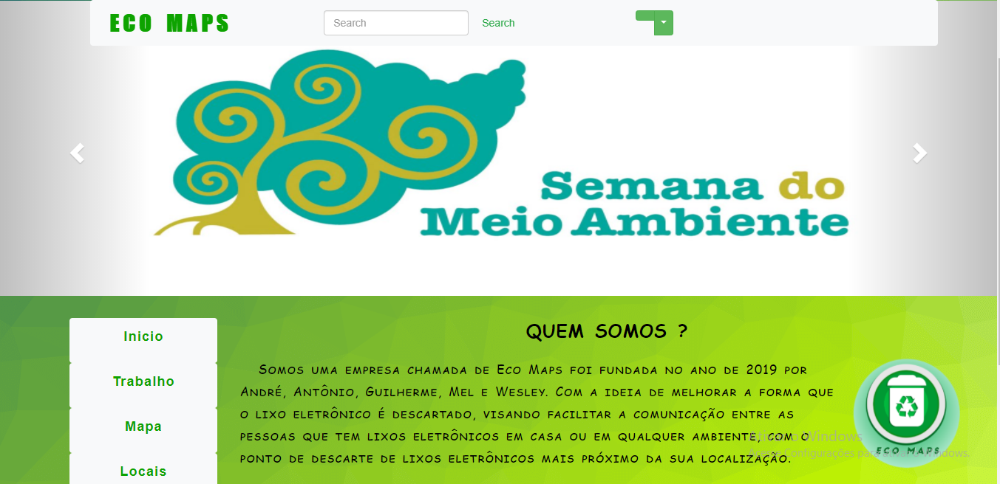 ECO MAPS
Search
Search
Semana do
Meio Ambiente
Inicio
Trabalho
Mapa
Locais
QUEM SOMOS ?
Somos uma empresa chamada de Eco Maps foi fundada no ano de 2019 por
André, Antônio, Guilherme, Mel e Wesley. Com a ideia de melhorar a forma que
o lixo eletrônico é descartado, visando facilitar a comunicação entre as
pessoas que tem lixos eletrônicos em casa ou em qualquer ambiente, com o
ponto de descarte de lixos eletrônicos mais próximo da sua localização.
ECO MAPS
Ativar o Windows
Acesse Configurações para ativar o Windows.